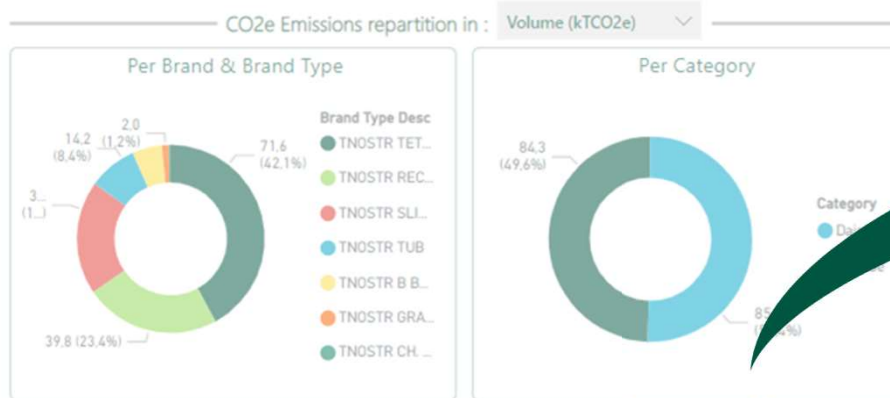 CO2e Emissions repartition in :
Volume (kTCO2e)
Per Brand & Brand Type
2,0
(1,2%)
14,2
(8,4%)
3...
(1...)
71,6
(42,1%)
39,8 (23,4%)
Brand Type Desc
TNOSTR TET...
TNOSTR REC...
TNOSTR SLI...
TNOSTR TUB
TNOSTR B B...
TNOSTR GRA...
TNOSTR CH. ...
Per Category
84,3
(49,6%)
Category